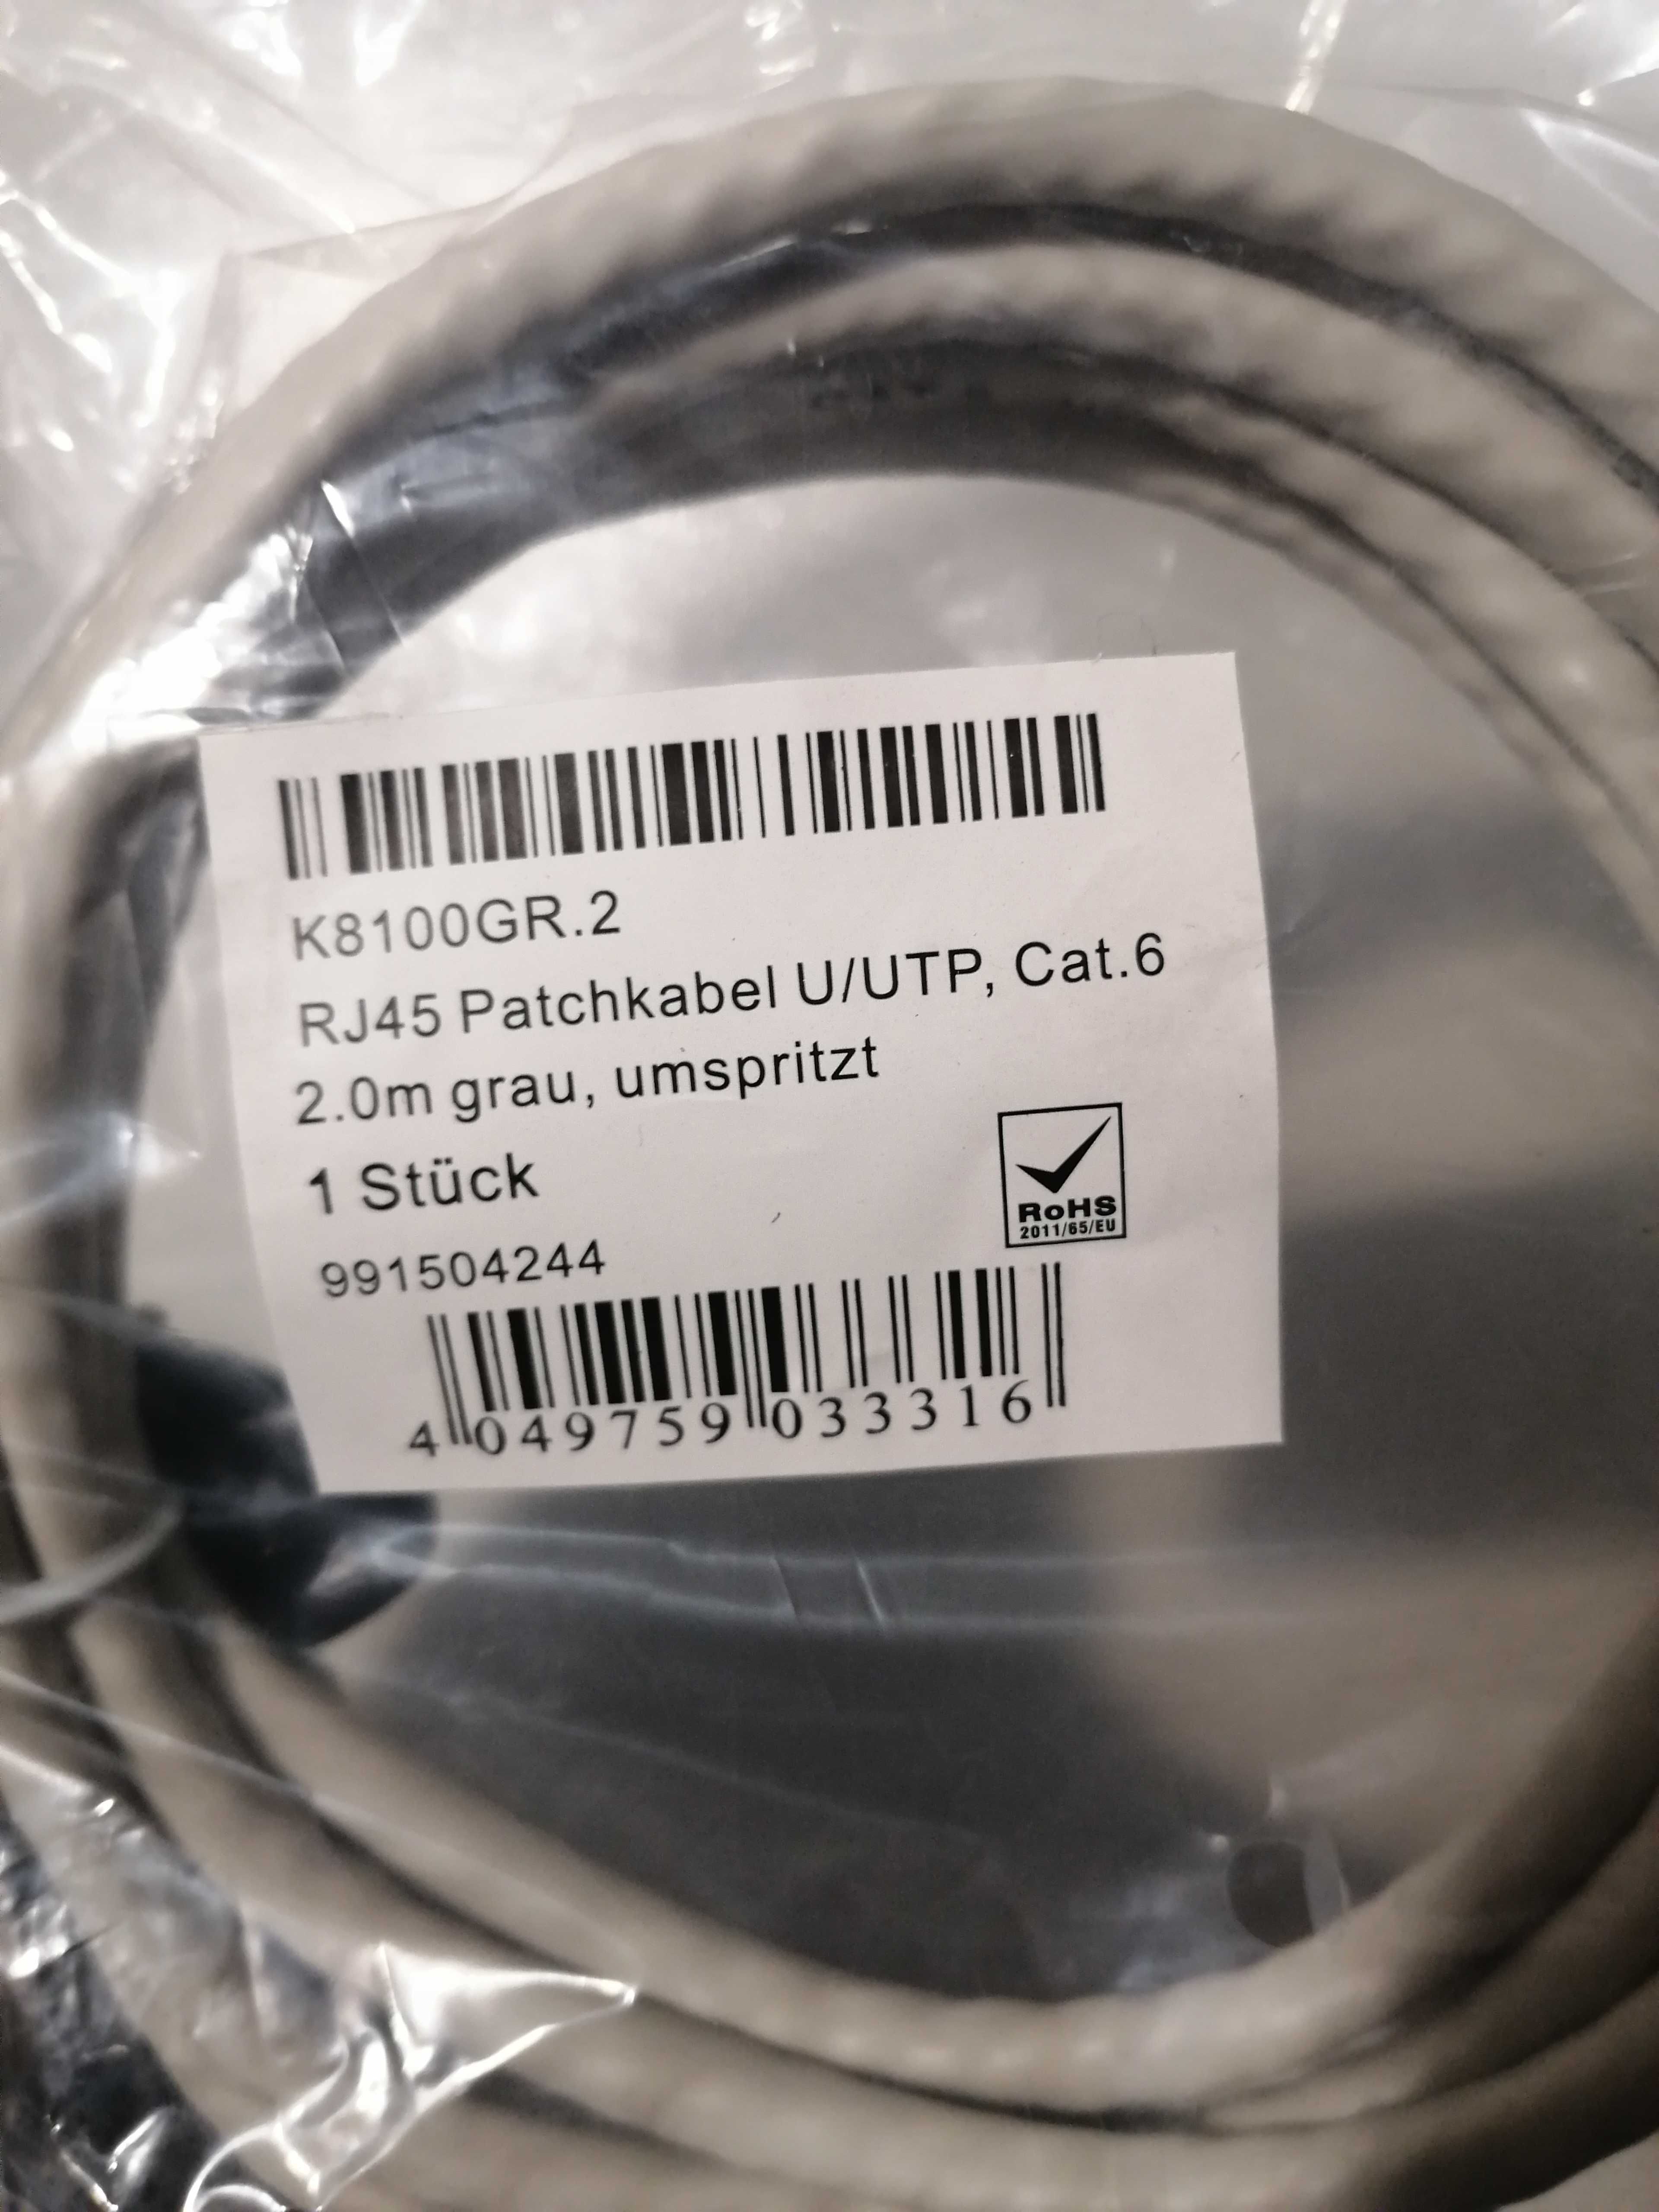 K8100GR.2
RJ45 Patchkabel U/UTP, Cat.6
2.0m grau, umspritzt
1 Stück
RoHS
2011/65/EU
991504244
4 049759 033316